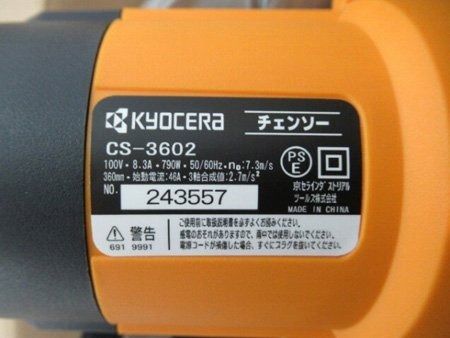 KYOCERA チェンソー
CS-3602
100V・8.3A・790W・50/60Hz・n₀:7.3m/s
360mm・始動電流:46A・3軸合成値:2.7m/s²
PS
E
NO. 243557
京セラインダストリアル
ツールズ株式会社
MADE IN CHINA
警告
691 9991
ご使用前に取扱説明書を必ずよくお読みください。
感電のおそれがありますので、雨中では使用しないでください。
電源コードが損傷した場合、すぐにプラグを抜いてください。